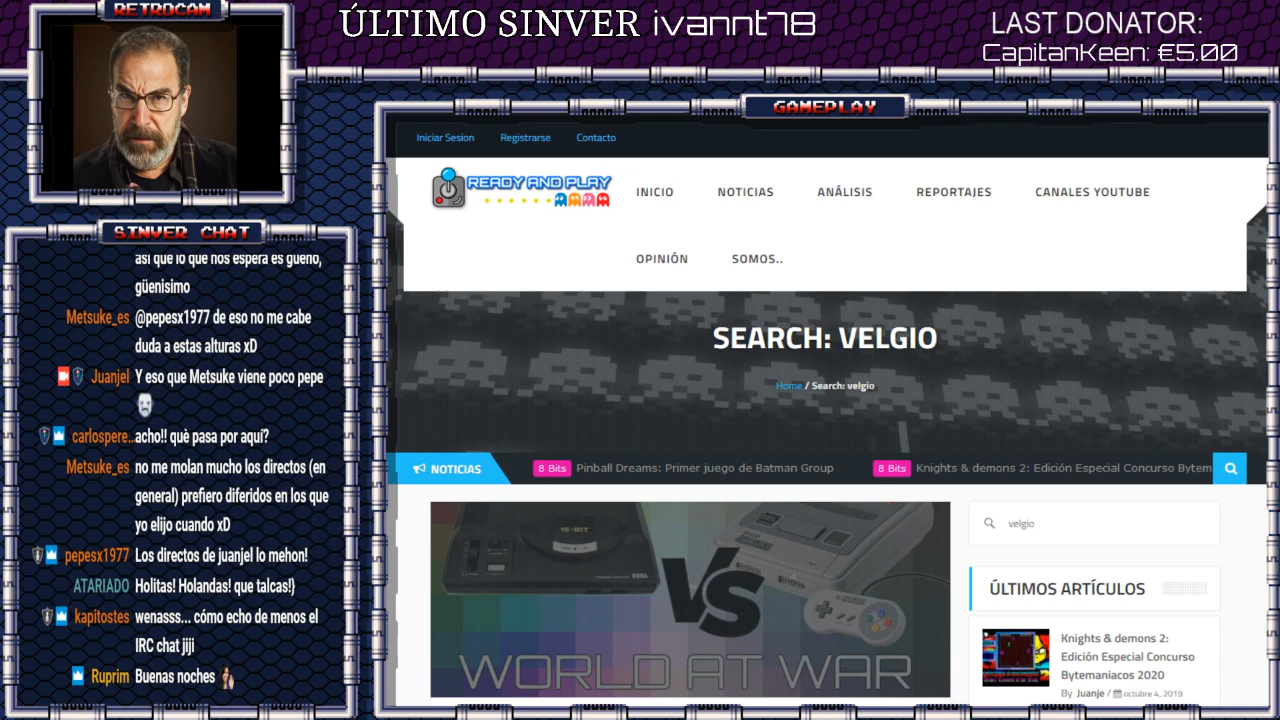 RETROCAM
ÚLTIMO SINVER ivannt78
LAST DONATOR:
CapitanKeen: €5.00
GAMEPLAY
Iniciar Sesion Registrarse Contacto
READY AND PLAY
INICIO NOTICIAS ANÁLISIS REPORTAJES CANALES YOUTUBE
OPINIÓN SOMOS..
SEARCH: VELGIO
Home / Search: velgio
NOTICIAS 8 Bits Pinball Dreams: Primer juego de Batman Group 8 Bits Knights & demons 2: Edición Especial Concurso Bytem
16-BIT
SEGA
VS
WORLD AT WAR
velgio
ÚLTIMOS ARTÍCULOS
Knights & demons 2:
Edición Especial Concurso
Bytemaniacos 2020
By Juanje / octubre 4, 2019
SINVER CHAT
asi que lo que nos espera es gueno,
güenisimo
Metsuke_es @pepesx1977 de eso no me cabe
duda a estas alturas xD
Juanjel Y eso que Metsuke viene poco pepe
carlospere... acho!! què pasa por aquí?
Metsuke_es no me molan mucho los directos (en
general) prefiero diferidos en los que
yo elijo cuando xD
pepesx1977 Los directos de juanjel lo mehon!
ATARIADO Holitas! Holandas! que talcas!}
kapitostes wenasss... cómo echo de menos el
IRC chat jiji
Ruprim Buenas noches